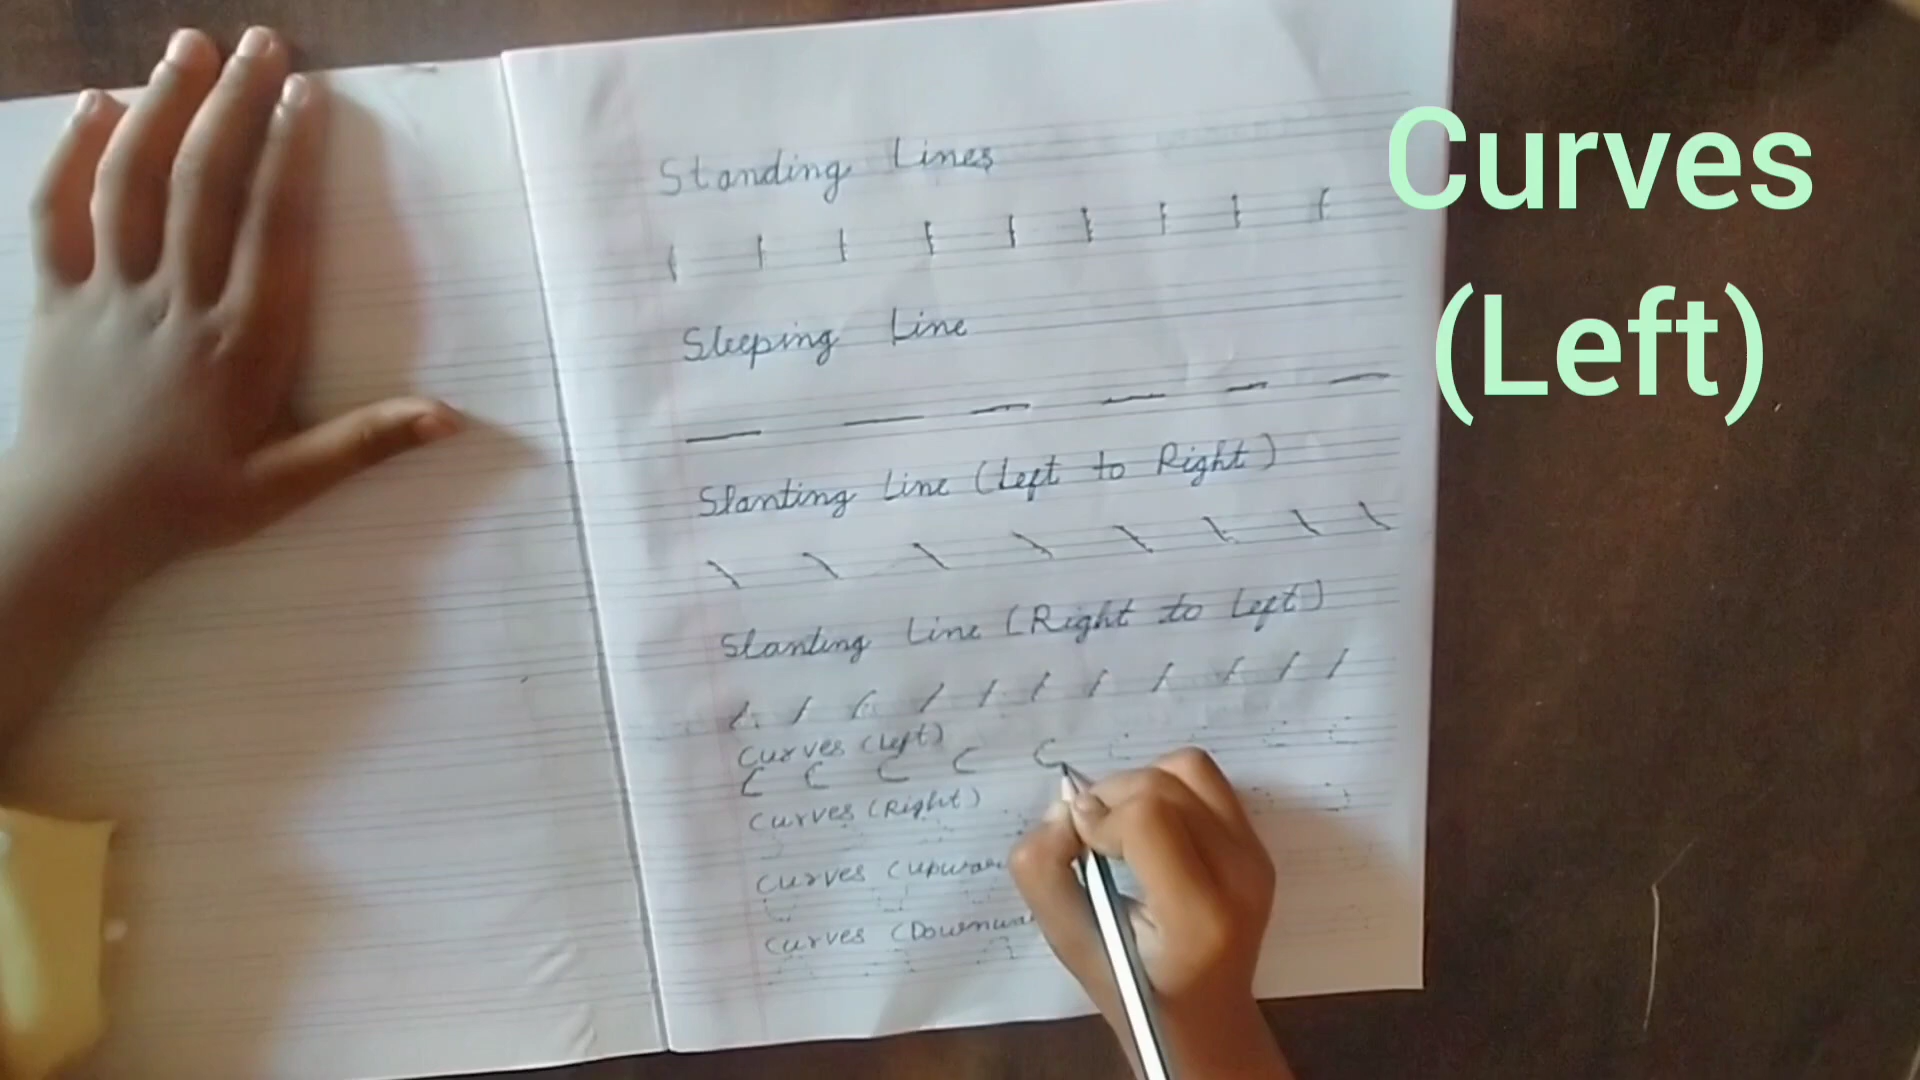 Standing Lines
Sleeping Line
Slanting Line (Left to Right)
Slanting Line (Right to Left)
Curves (Left)
C C C C C
Curves (Right)
Curves
Curves
Curves
(Left)